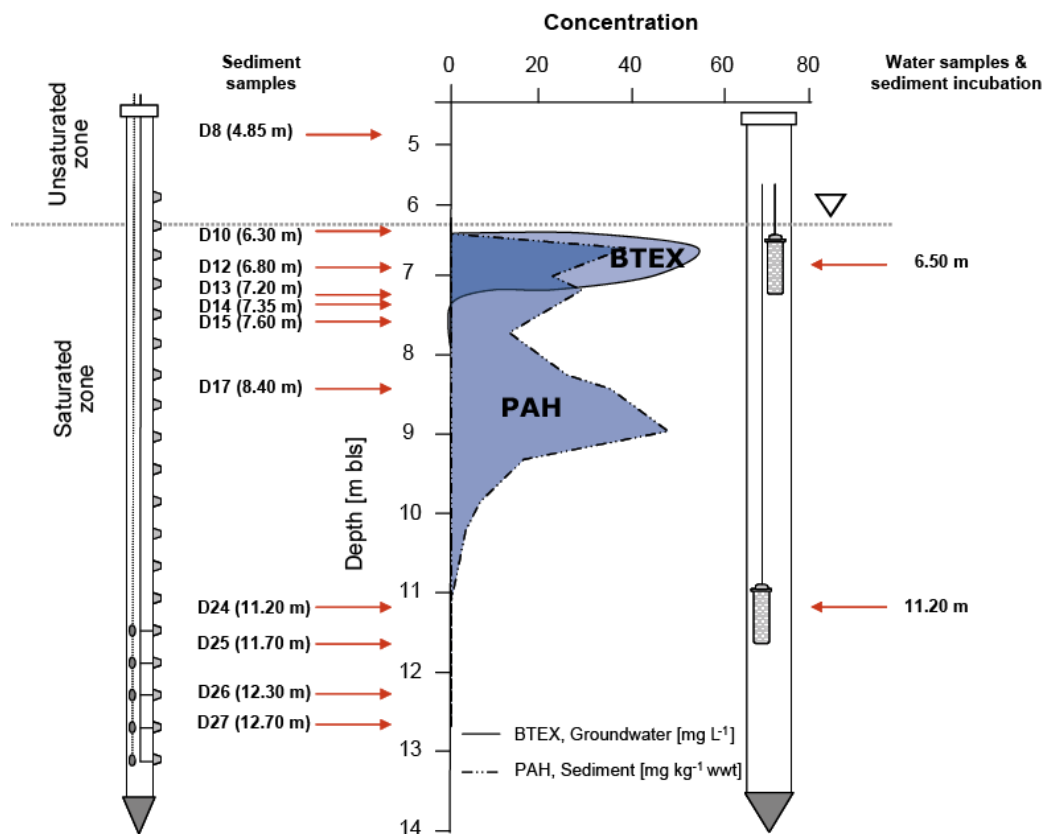 Concentration
Sediment
samples
0
20
40
60
80
Water samples &
sediment incubation
Unsaturated
zone
Saturated
zone
D8 (4.85 m)
D10 (6.30 m)
D12 (6.80 m)
D13 (7.20 m)
D14 (7.35 m)
D15 (7.60 m)
D17 (8.40 m)
D24 (11.20 m)
D25 (11.70 m)
D26 (12.30 m)
D27 (12.70 m)
Depth [m bls]
5
6
7
8
9
10
11
12
13
14
BTEX
PAH
BTEX, Groundwater [mg L⁻¹]
PAH, Sediment [mg kg⁻¹ wwt]
6.50 m
11.20 m